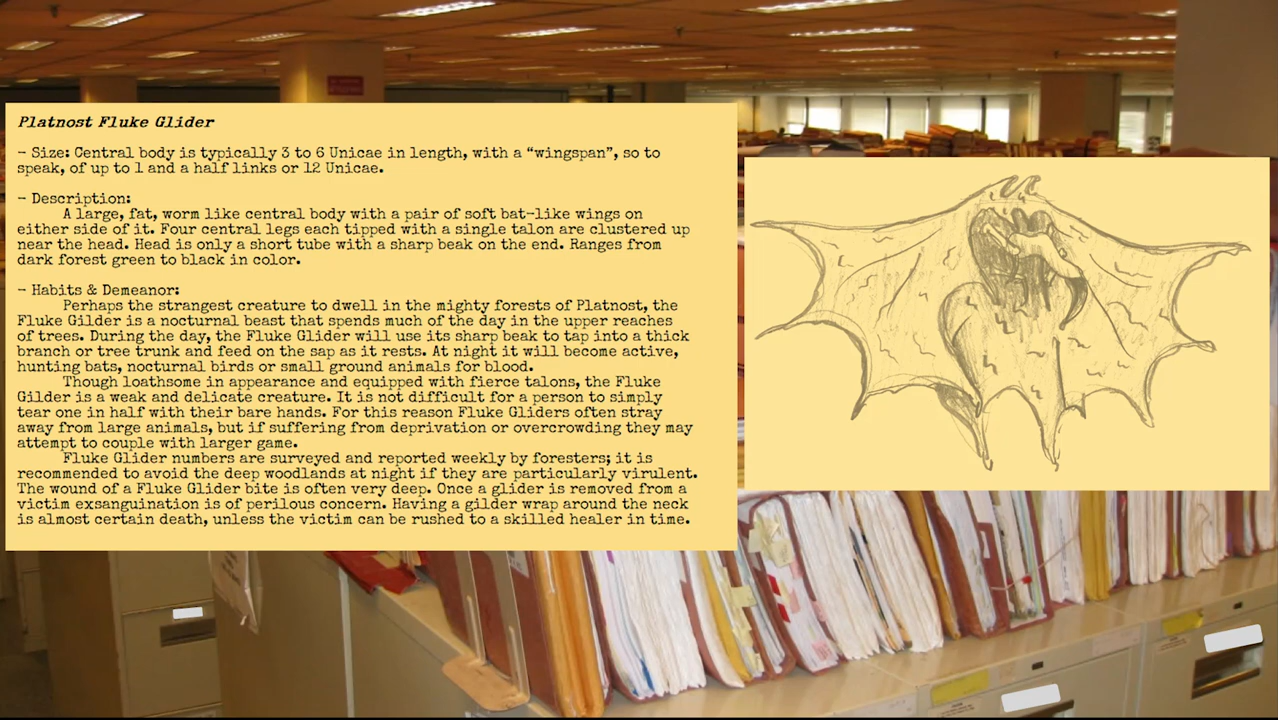 Platnost Fluke Glider
- Size: Central body is typically 3 to 6 Unicae in length, with a “wingspan”, so to
speak, of up to 1 and a half links or 12 Unicae.
- Description:
A large, fat, worm like central body with a pair of soft bat-like wings on
either side of it. Four central legs each tipped with a single talon are clustered up
near the head. Head is only a short tube with a sharp beak on the end. Ranges from
dark forest green to black in color.
- Habits & Demeanor:
Perhaps the strangest creature to dwell in the mighty forests of Platnost, the
Fluke Gilder is a nocturnal beast that spends much of the day in the upper reaches
of trees. During the day, the Fluke Glider will use its sharp beak to tap into a thick
branch or tree trunk and feed on the sap as it rests. At night it will become active,
hunting bats, nocturnal birds or small ground animals for blood.
Though loathsome in appearance and equipped with fierce talons, the Fluke
Gilder is a weak and delicate creature. It is not difficult for a person to simply
tear one in half with their bare hands. For this reason Fluke Gliders often stray
away from large animals, but if suffering from deprivation or overcrowding they may
attempt to couple with larger game.
Fluke Glider numbers are surveyed and reported weekly by foresters; it is
recommended to avoid the deep woodlands at night if they are particularly virulent.
The wound of a Fluke Glider bite is often very deep. Once a glider is removed from a
victim exsanguination is of perilous concern. Having a gilder wrap around the neck
is almost certain death, unless the victim can be rushed to a skilled healer in time.